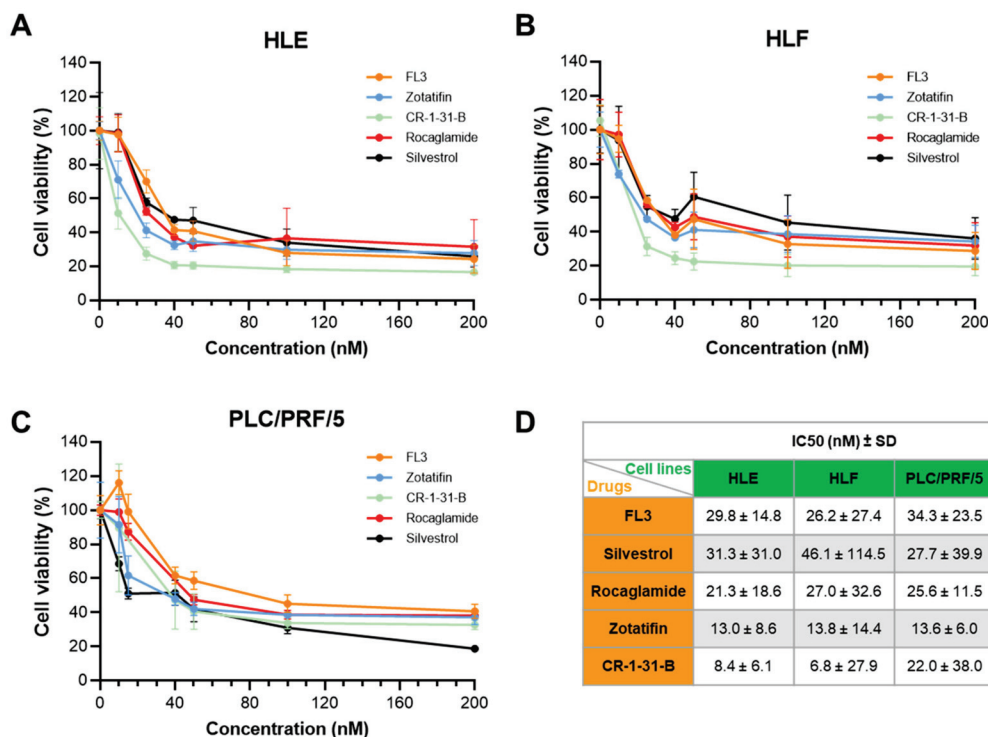 A
HLE
140
120
100
80
60
40
20
0
Cell viability (%)
FL3
Zotatifin
CR-1-31-B
Rocaglamide
Silvestrol
0 40 80 120 160 200
Concentration (nM)
B
HLF
140
120
100
80
60
40
20
0
Cell viability (%)
FL3
Zotatifin
CR-1-31-B
Rocaglamide
Silvestrol
0 40 80 120 160 200
Concentration (nM)
C
PLC/PRF/5
140
120
100
80
60
40
20
0
Cell viability (%)
FL3
Zotatifin
CR-1-31-B
Rocaglamide
Silvestrol
0 40 80 120 160 200
Concentration (nM)
D
IC50 (nM) ± SD
Cell lines HLE HLF PLC/PRF/5
Drugs
FL3 29.8 ± 14.8 26.2 ± 27.4 34.3 ± 23.5
Silvestrol 31.3 ± 31.0 46.1 ± 114.5 27.7 ± 39.9
Rocaglamide 21.3 ± 18.6 27.0 ± 32.6 25.6 ± 11.5
Zotatifin 13.0 ± 8.6 13.8 ± 14.4 13.6 ± 6.0
CR-1-31-B 8.4 ± 6.1 6.8 ± 27.9 22.0 ± 38.0